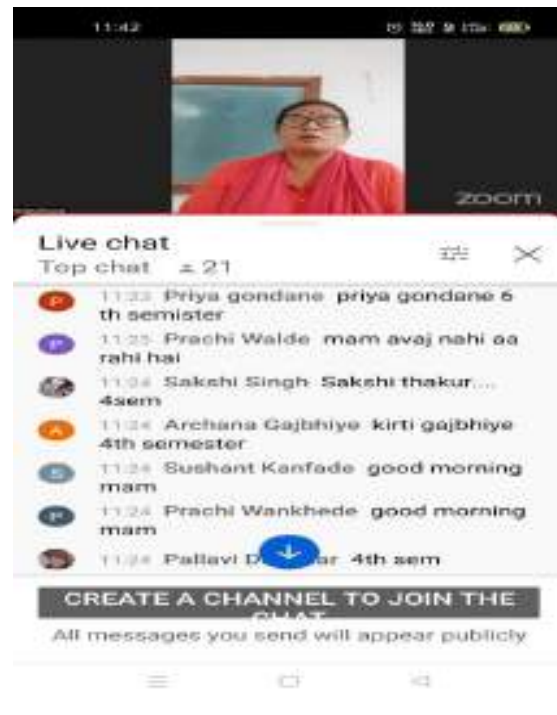 11:42
zoom
Live chat
Top chat 21
P 11:23 Priya gondane priya gondane 6
th semister
P 11:25 Prachi Walde mam avaj nahi aa
rahi hai
11:24 Sakshi Singh Sakshi thakur....
4sem
A 11:24 Archana Gajbhiye kirti gajbhiye
4th semester
S 11:24 Sushant Kanfade good morning
mam
P 11:24 Prachi Wankhede good morning
mam
11:24 Pallavi 4th sem
CREATE A CHANNEL TO JOIN THE
CHAT
All messages you send will appear publicly